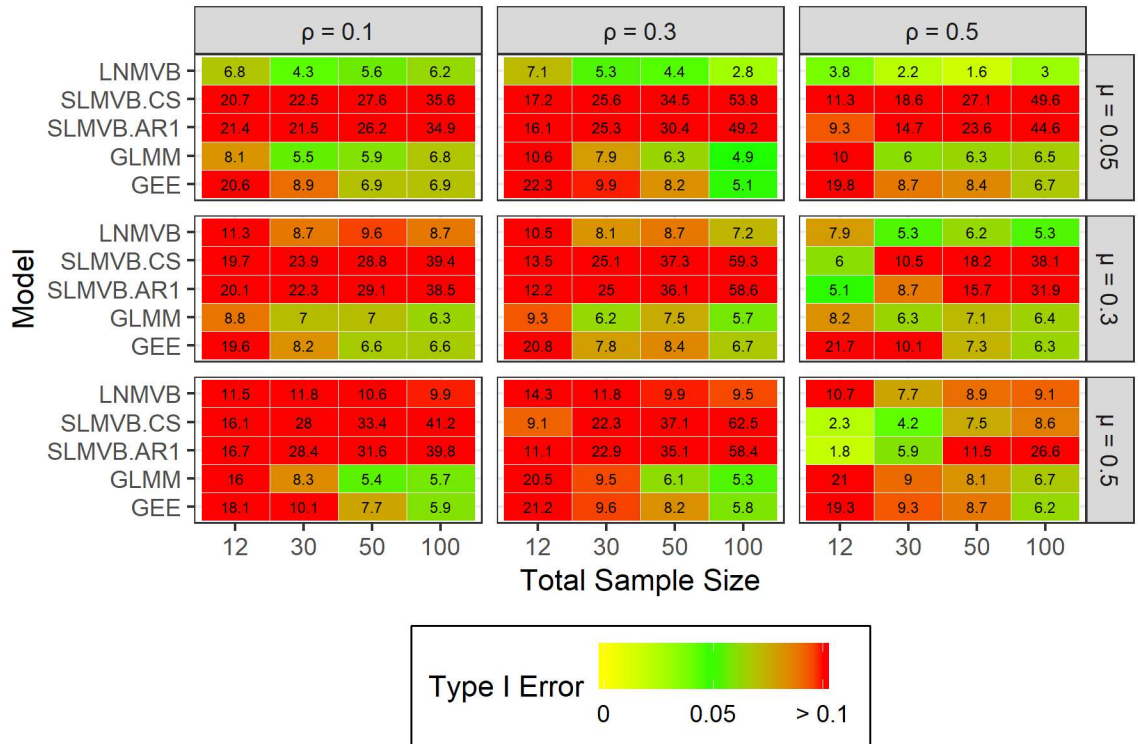 ρ = 0.1 ρ = 0.3 ρ = 0.5
LNMVB 6.8 4.3 5.6 6.2 7.1 5.3 4.4 2.8 3.8 2.2 1.6 3
SLMVB.CS 20.7 22.5 27.6 35.6 17.2 25.6 34.5 53.8 11.3 18.6 27.1 49.6
SLMVB.AR1 21.4 21.5 26.2 34.9 16.1 25.3 30.4 49.2 9.3 14.7 23.6 44.6
GLMM 8.1 5.5 5.9 6.8 10.6 7.9 6.3 4.9 10 6 6.3 6.5
GEE 20.6 8.9 6.9 6.9 22.3 9.9 8.2 5.1 19.8 8.7 8.4 6.7
μ = 0.05
LNMVB 11.3 8.7 9.6 8.7 10.5 8.1 8.7 7.2 7.9 5.3 6.2 5.3
SLMVB.CS 19.7 23.9 28.8 39.4 13.5 25.1 37.3 59.3 6 10.5 18.2 38.1
SLMVB.AR1 20.1 22.3 29.1 38.5 12.2 25 36.1 58.6 5.1 8.7 15.7 31.9
GLMM 8.8 7 7 6.3 9.3 6.2 7.5 5.7 8.2 6.3 7.1 6.4
GEE 19.6 8.2 6.6 6.6 20.8 7.8 8.4 6.7 21.7 10.1 7.3 6.3
μ = 0.3
Model
LNMVB 11.5 11.8 10.6 9.9 14.3 11.8 9.9 9.5 10.7 7.7 8.9 9.1
SLMVB.CS 16.1 28 33.4 41.2 9.1 22.3 37.1 62.5 2.3 4.2 7.5 8.6
SLMVB.AR1 16.7 28.4 31.6 39.8 11.1 22.9 35.1 58.4 1.8 5.9 11.5 26.6
GLMM 16 8.3 5.4 5.7 20.5 9.5 6.1 5.3 21 9 8.1 6.7
GEE 18.1 10.1 7.7 5.9 21.2 9.6 8.2 5.8 19.3 9.3 8.7 6.2
μ = 0.5
12 30 50 100 12 30 50 100 12 30 50 100
Total Sample Size
Type I Error
0 0.05 > 0.1